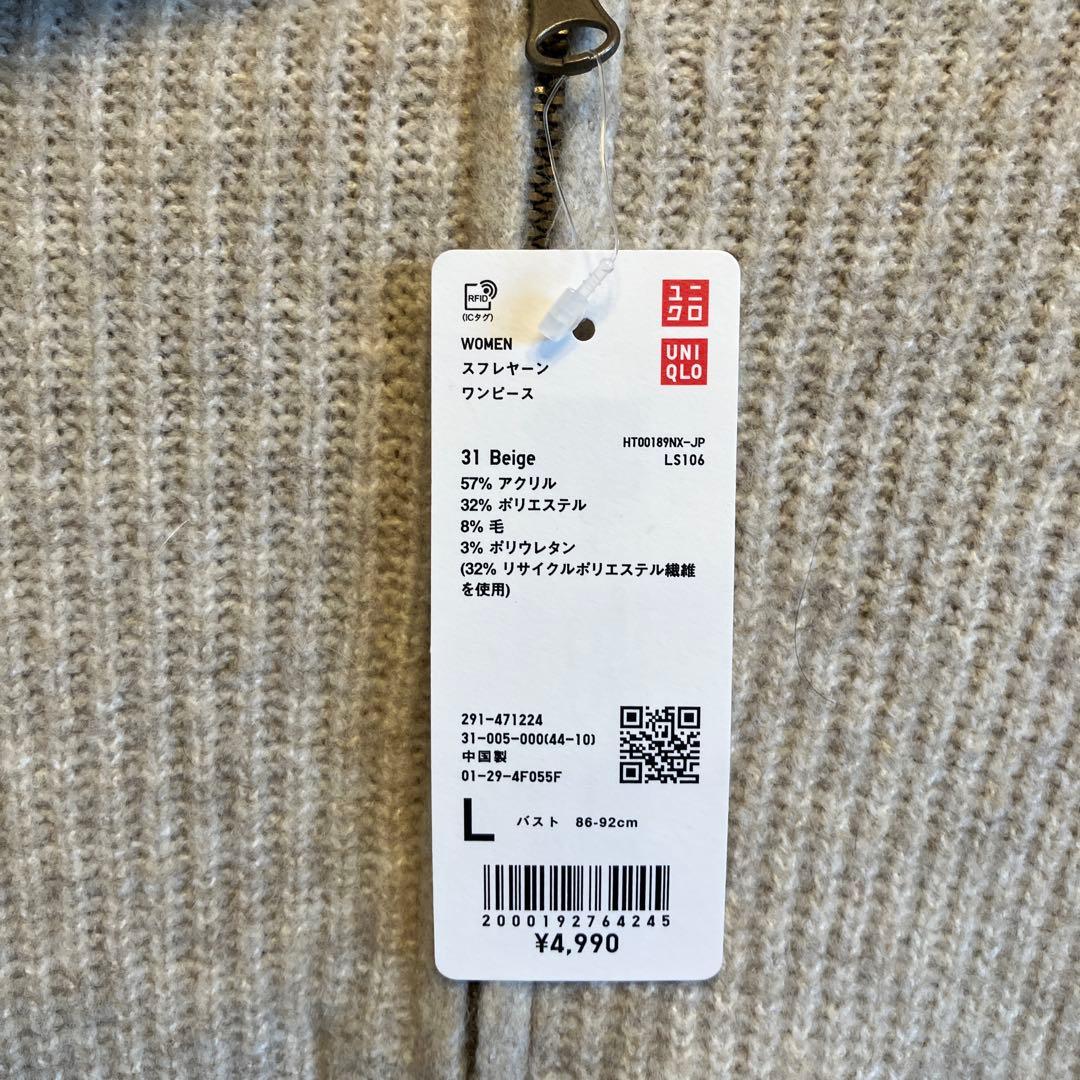 RFID
(ICタグ)
ユニ
クロ
UNI
QLO
WOMEN
スフレヤーン
ワンピース
HT00189NX-JP
LS106
31 Beige
57% アクリル
32% ポリエステル
8% 毛
3% ポリウレタン
(32% リサイクルポリエステル繊維
を使用)
291-471224
31-005-000(44-10)
中国製
01-29-4F055F
L バスト 86-92cm
2000192764245
¥4,990